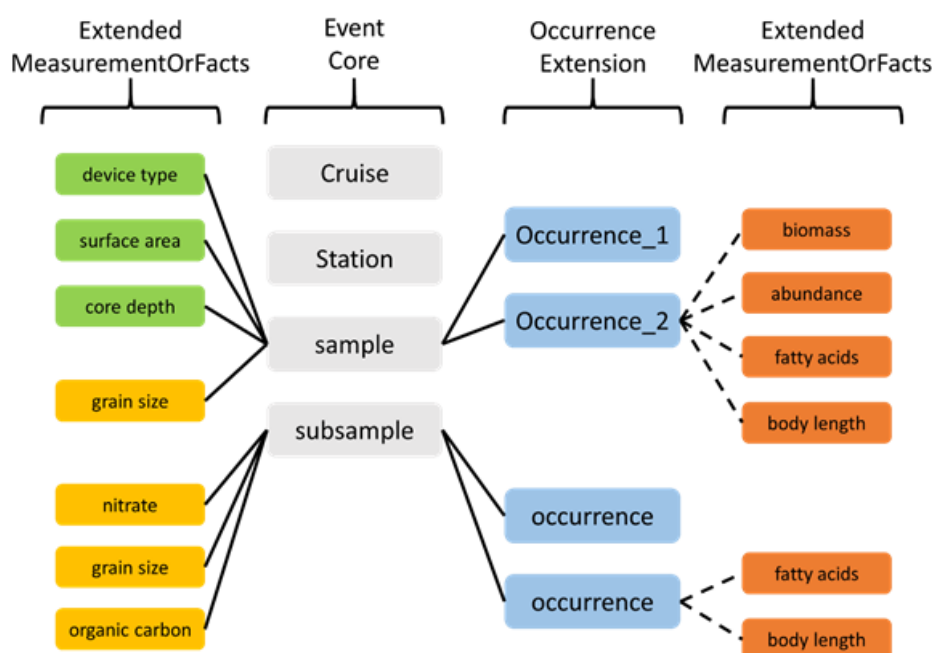 Extended
MeasurementOrFacts
Event
Core
Occurrence
Extension
Extended
MeasurementOrFacts
device type
surface area
core depth
grain size
nitrate
grain size
organic carbon
Cruise
Station
sample
subsample
Occurrence_1
Occurrence_2
occurrence
occurrence
biomass
abundance
fatty acids
body length
fatty acids
body length